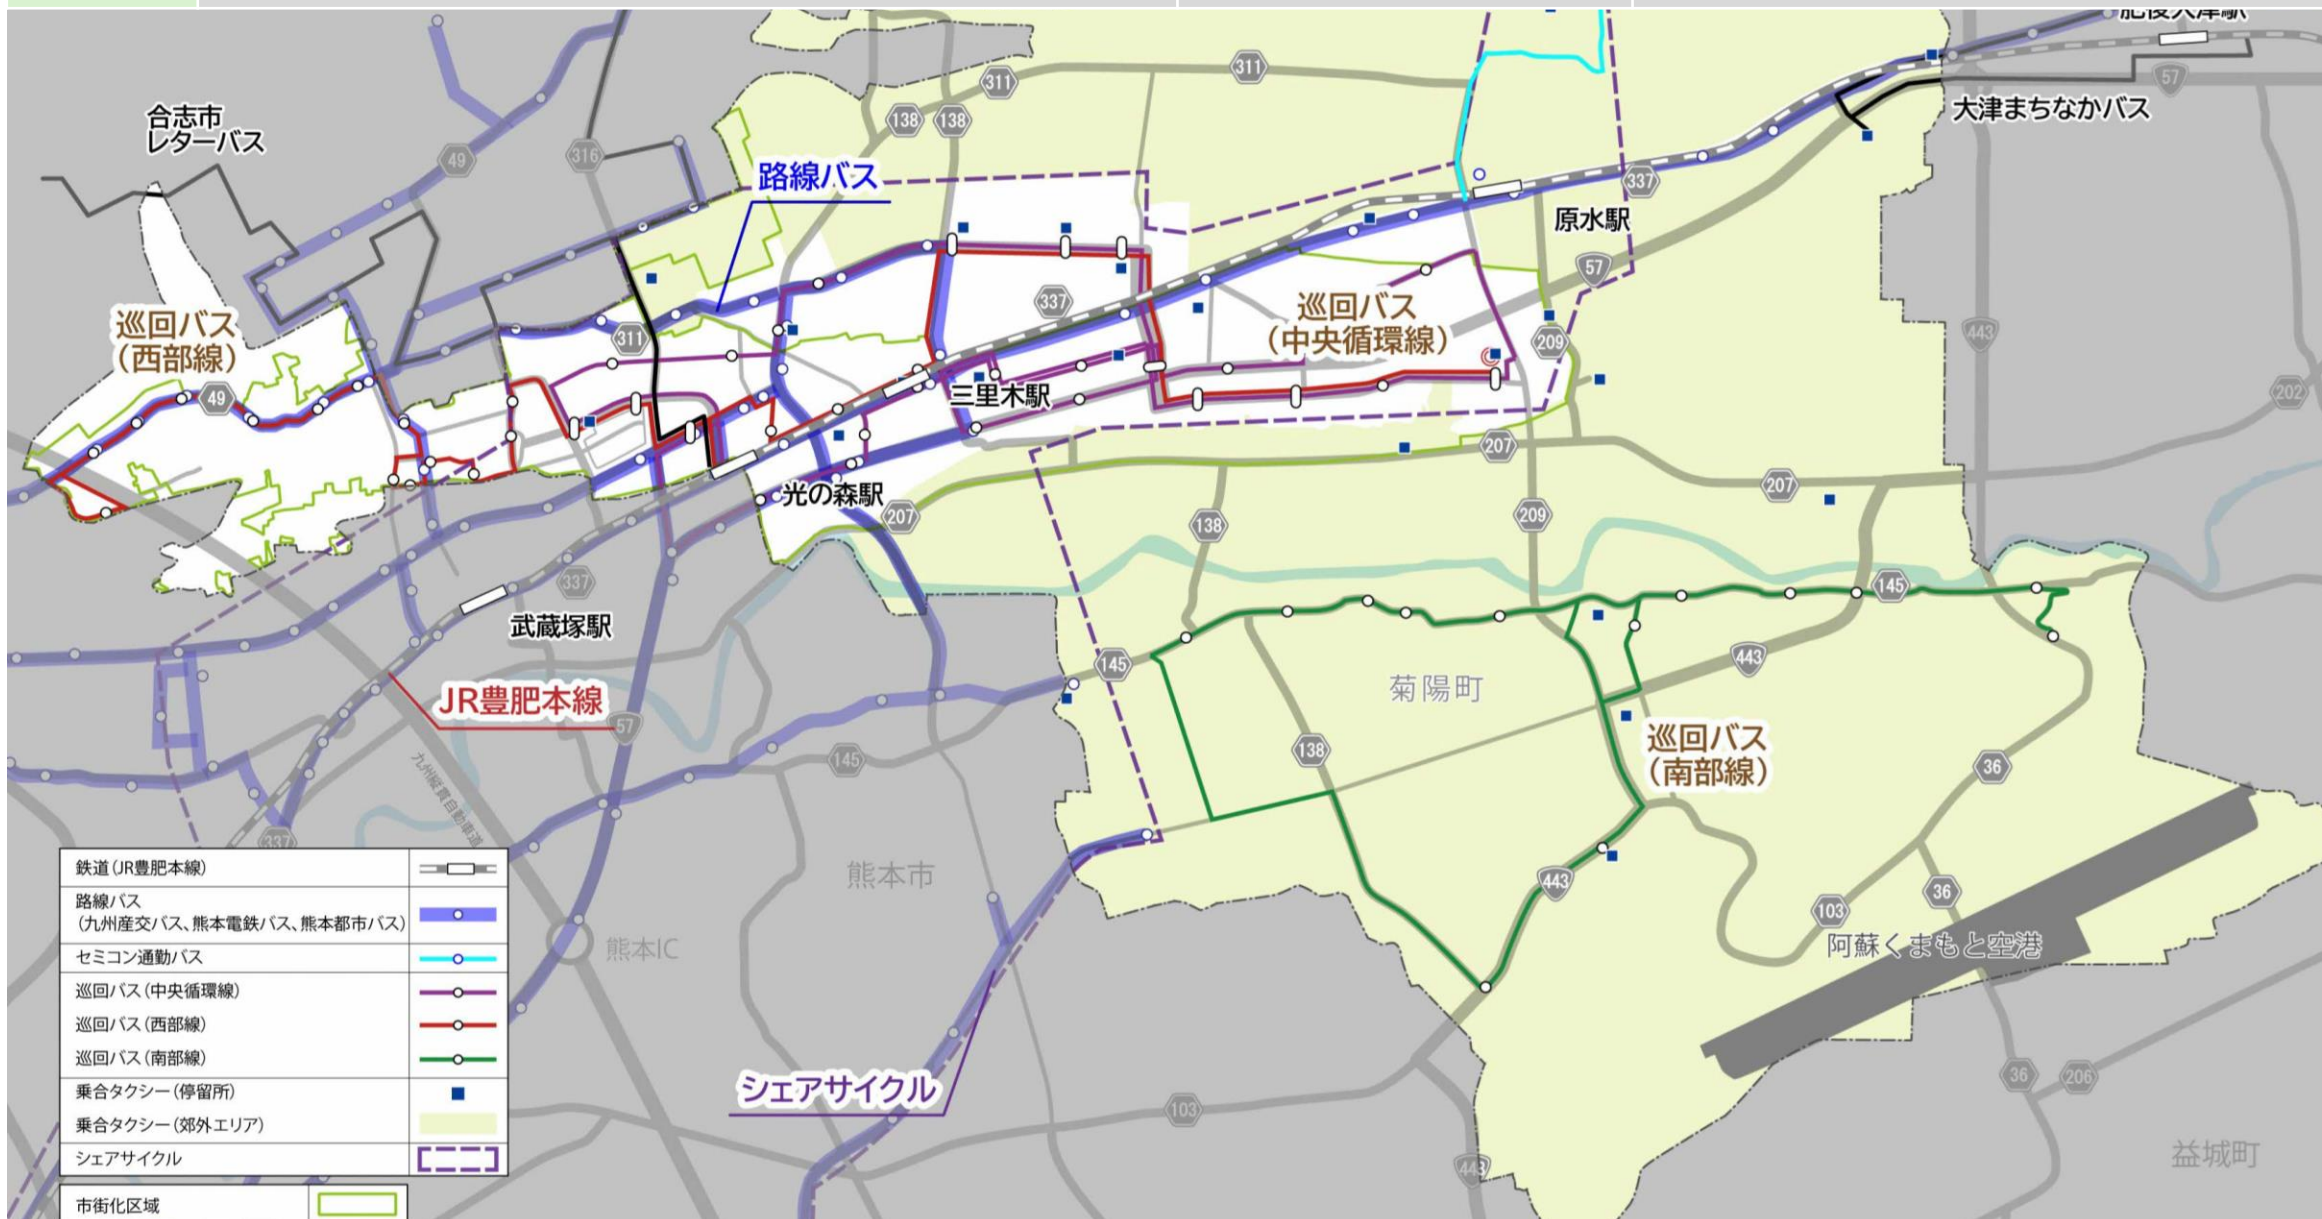 肥後大津駅
311
311
57
138
138
合志市
レターバス
大津まちなかバス
49
316
路線バス
337
原水駅
57
巡回バス
(西部線)
337
巡回バス
(中央循環線)
311
209
443
202
49
三里木駅
207
207
光の森駅
207
138
209
337
145
武蔵塚駅
145
443
菊陽町
JR豊肥本線
57
138
巡回バス
(南部線)
145
36
九州縦貫自動車道
337
鉄道(JR豊肥本線)
熊本市
443
36
路線バス
(九州産交バス、熊本電鉄バス、熊本都市バス)
103
熊本IC
阿蘇くまもと空港
セミコン通勤バス
巡回バス(中央循環線)
巡回バス(西部線)
巡回バス(南部線)
36
206
シェアサイクル
乗合タクシー(停留所)
103
乗合タクシー(郊外エリア)
シェアサイクル
443
益城町
市街化区域